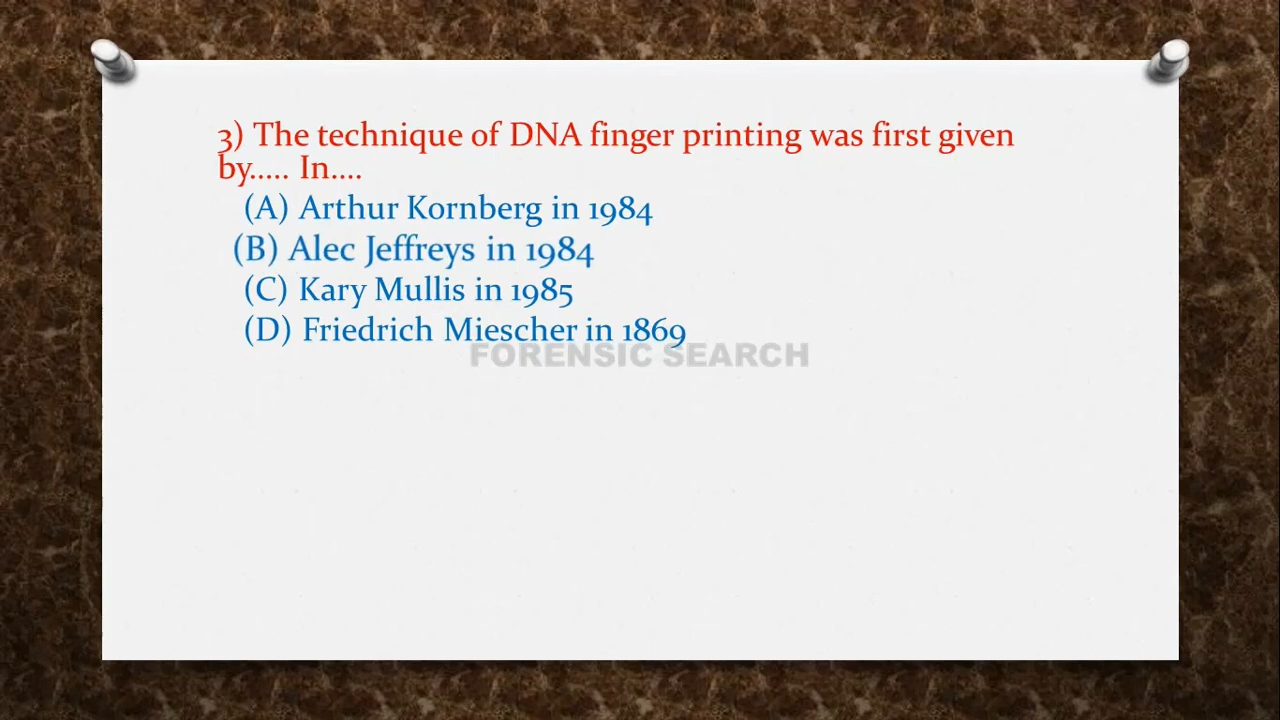 3) The technique of DNA finger printing was first given
by..... In....
(A) Arthur Kornberg in 1984
(B) Alec Jeffreys in 1984
(C) Kary Mullis in 1985
(D) Friedrich Miescher in 1869
FORENSIC SEARCH